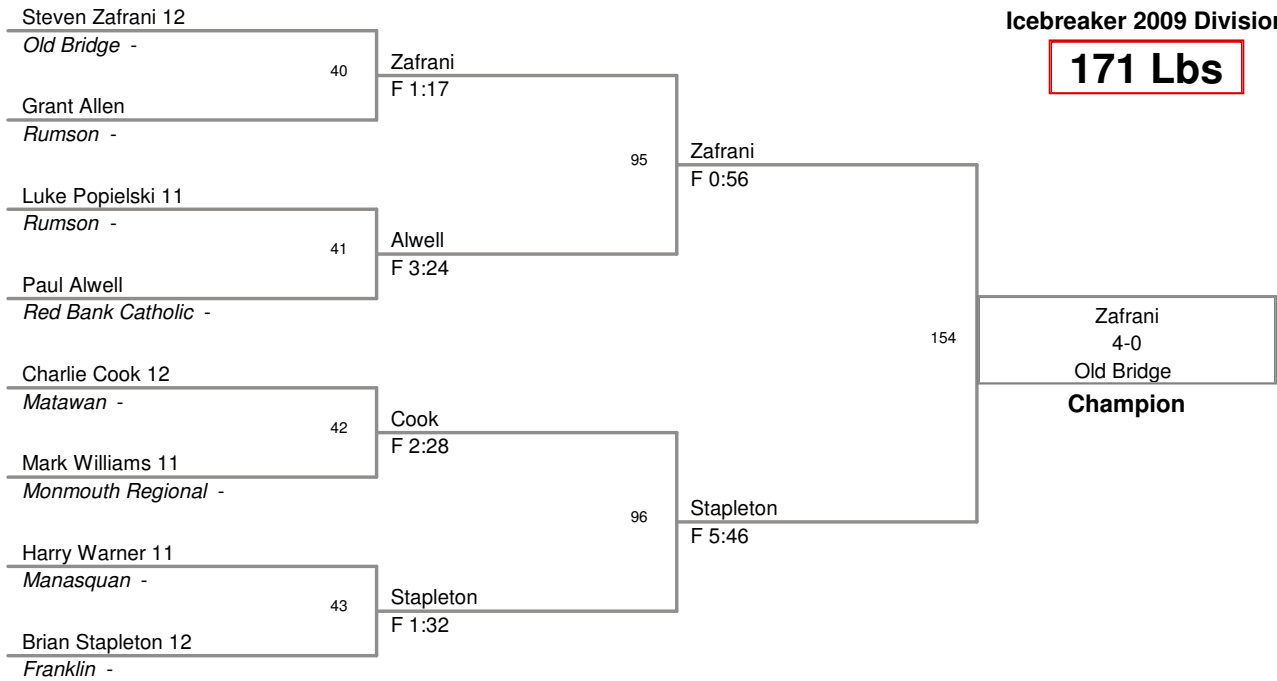 Steven Zafrani 12
Icebreaker 2009 Division
Old Bridge -
171 Lbs
40
Zafrani
F 1:17
Grant Allen
Rumson -
95
Zafrani
F 0:56
Luke Popielski 11
Rumson -
41
Alwell
F 3:24
Paul Alwell
Red Bank Catholic -
154
Zafrani
4-0
Old Bridge
Champion
Charlie Cook 12
Matawan -
42
Cook
F 2:28
Mark Williams 11
Monmouth Regional -
96
Stapleton
F 5:46
Harry Warner 11
Manasquan -
43
Stapleton
F 1:32
Brian Stapleton 12
Franklin -